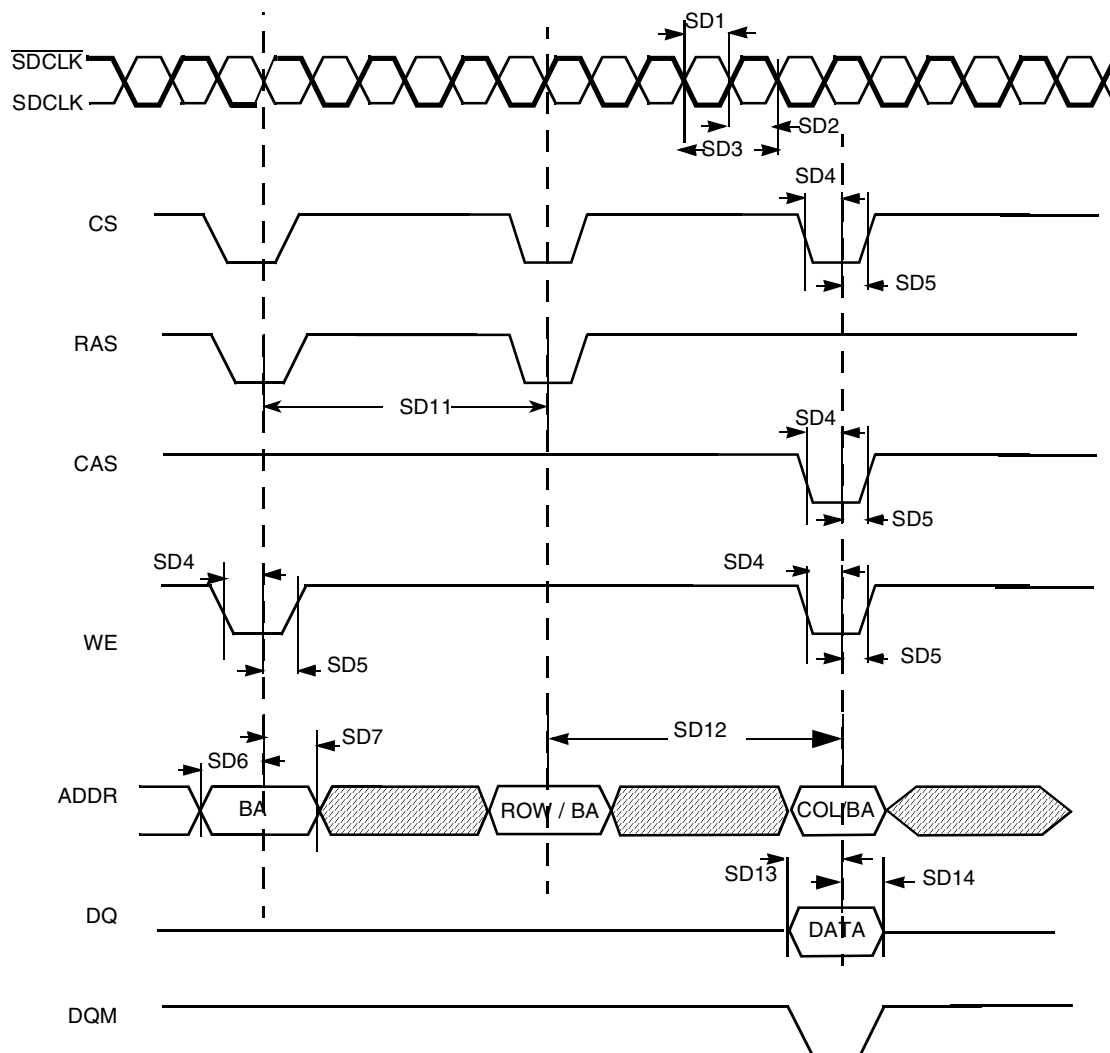 SD1
SDCLK
SDCLK
SD2
SD3
SD4
CS
SD5
RAS
SD11
SD4
CAS
SD5
SD4
SD4
WE
SD5
SD5
SD12
SD7
SD6
ADDR
BA
ROW / BA
COL/BA
SD13
SD14
DQ
DATA
DQM